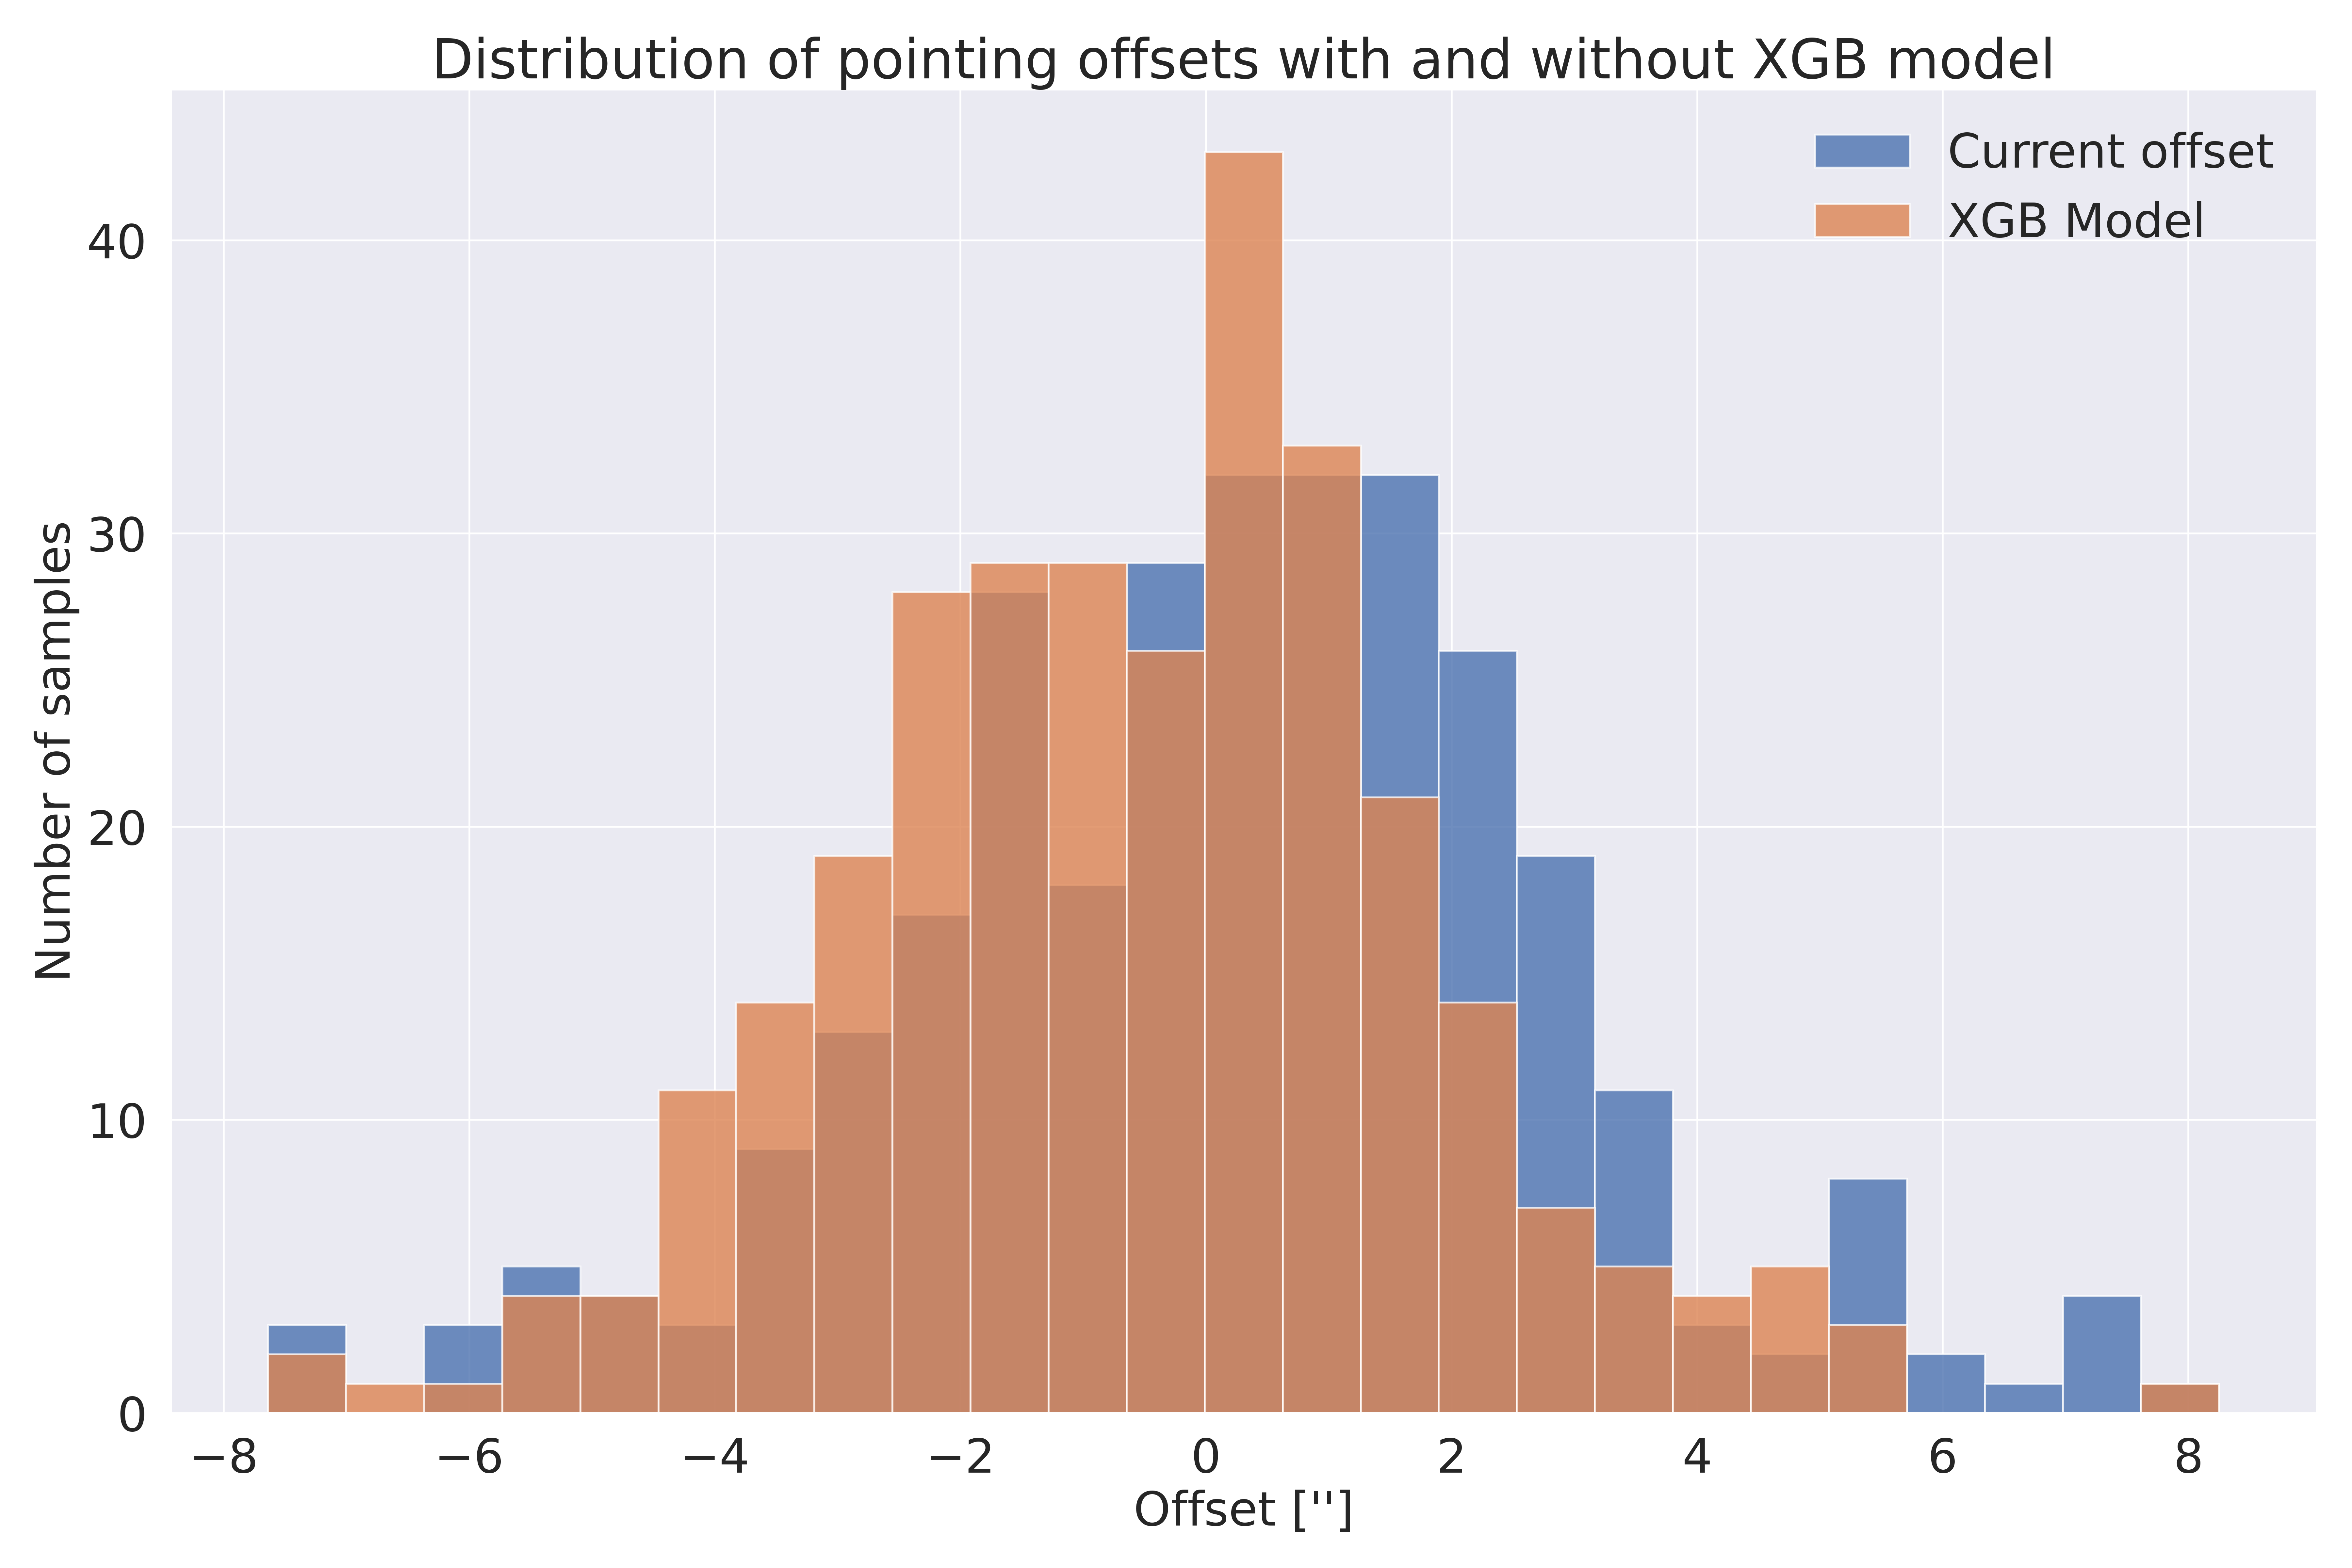 Distribution of pointing offsets with and without XGB model
Current offset
XGB Model
Number of samples
40
30
20
10
0
−8 −6 −4 −2 0 2 4 6 8
Offset ['']